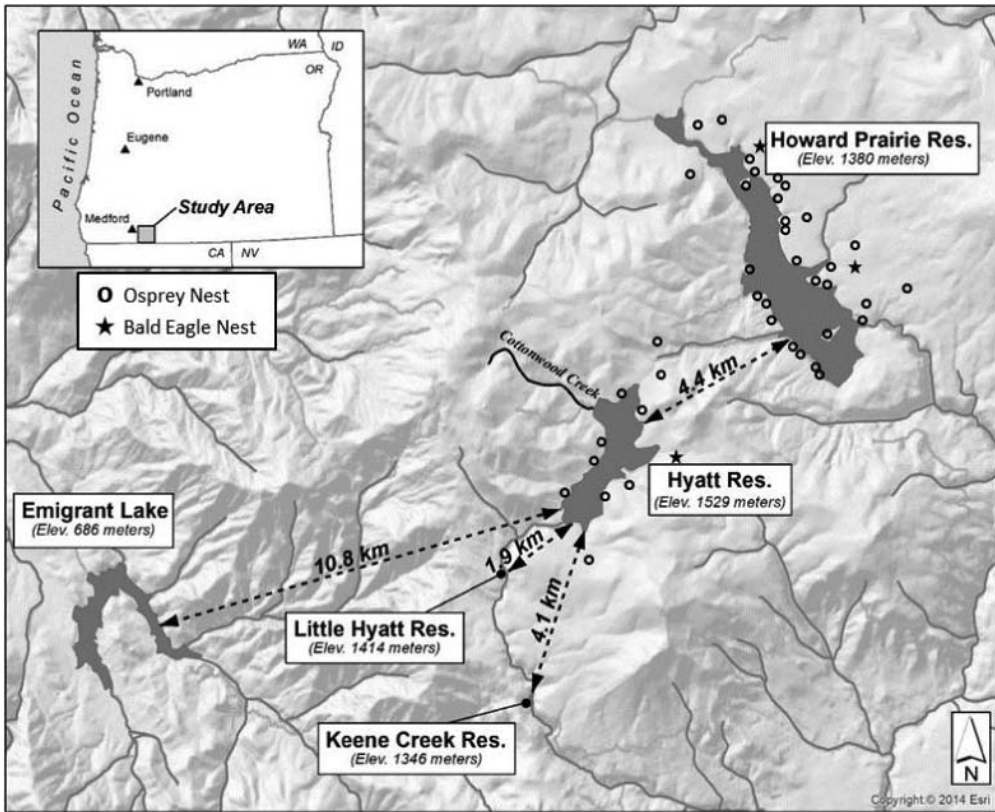 WA
ID
OR
Portland
Eugene
Pacific Ocean
Medford
Study Area
CA
NV
O Osprey Nest
★ Bald Eagle Nest
Howard Prairie Res.
(Elev. 1380 meters)
Cottonwood Creek
4.4 km
Hyatt Res.
(Elev. 1529 meters)
Emigrant Lake
(Elev. 686 meters)
10.8 km
1.9 km
4.1 km
Little Hyatt Res.
(Elev. 1414 meters)
Keene Creek Res.
(Elev. 1346 meters)
N
Copyright:© 2014 Esri